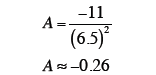 A = −11/(6.5)²
A ≈ −0.26